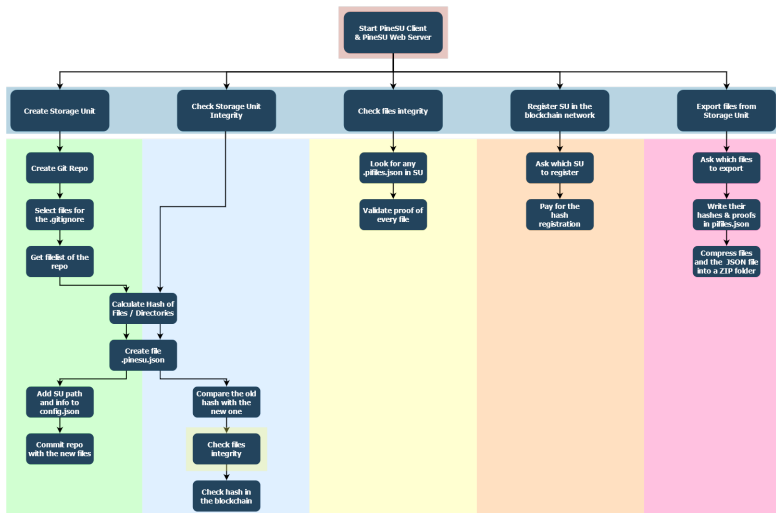 Start PineSU Client
& PineSU Web Server
Create Storage Unit
Check Storage Unit
Integrity
Check files integrity
Register SU in the
blockchain network
Export files from
Storage Unit
Create Git Repo
Select files for
the .gitignore
Get filelist of the
repo
Calculate Hash of
Files / Directories
Create file
.pinesu.json
Add SU path
and info to
config.json
Commit repo
with the new files
Compare the old
hash with the
new one
Check files
integrity
Check hash in
the blockchain
Look for any
.pifiles.json in SU
Validate proof of
every file
Ask which SU
to register
Pay for the
hash
registration
Ask which files
to export
Write their
hashes & proofs
in pifiles.json
Compress files
and the JSON file
into a ZIP folder